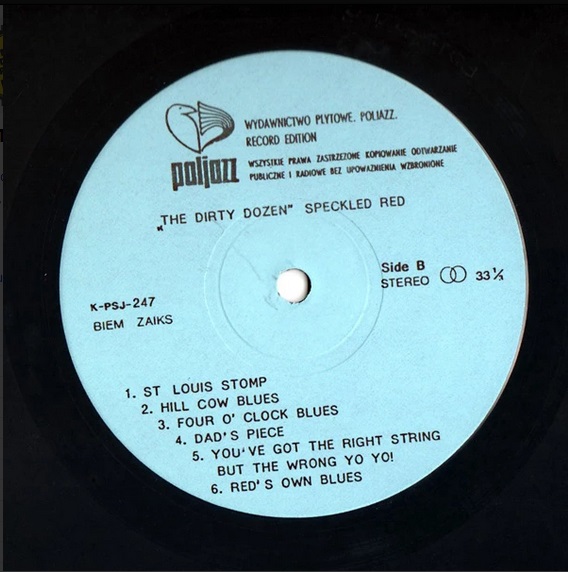 WYDAWNICTWO PŁYTOWE. POLJAZZ.
RECORD EDITION
poljazz
WSZYSTKIE PRAWA ZASTRZEŻONE KOPIOWANIE ODTWARZANIE
PUBLICZNE I RADIOWE BEZ UPOWAŻNIENIA WZBRONIONE
„THE DIRTY DOZEN" SPECKLED RED
Side B
STEREO 33⅓
K-PSJ-247
BIEM ZAIKS
1. ST LOUIS STOMP
2. HILL COW BLUES
3. FOUR O' CLOCK BLUES
4. DAD'S PIECE
5. YOU'VE GOT THE RIGHT STRING
BUT THE WRONG YO YO!
6. RED'S OWN BLUES